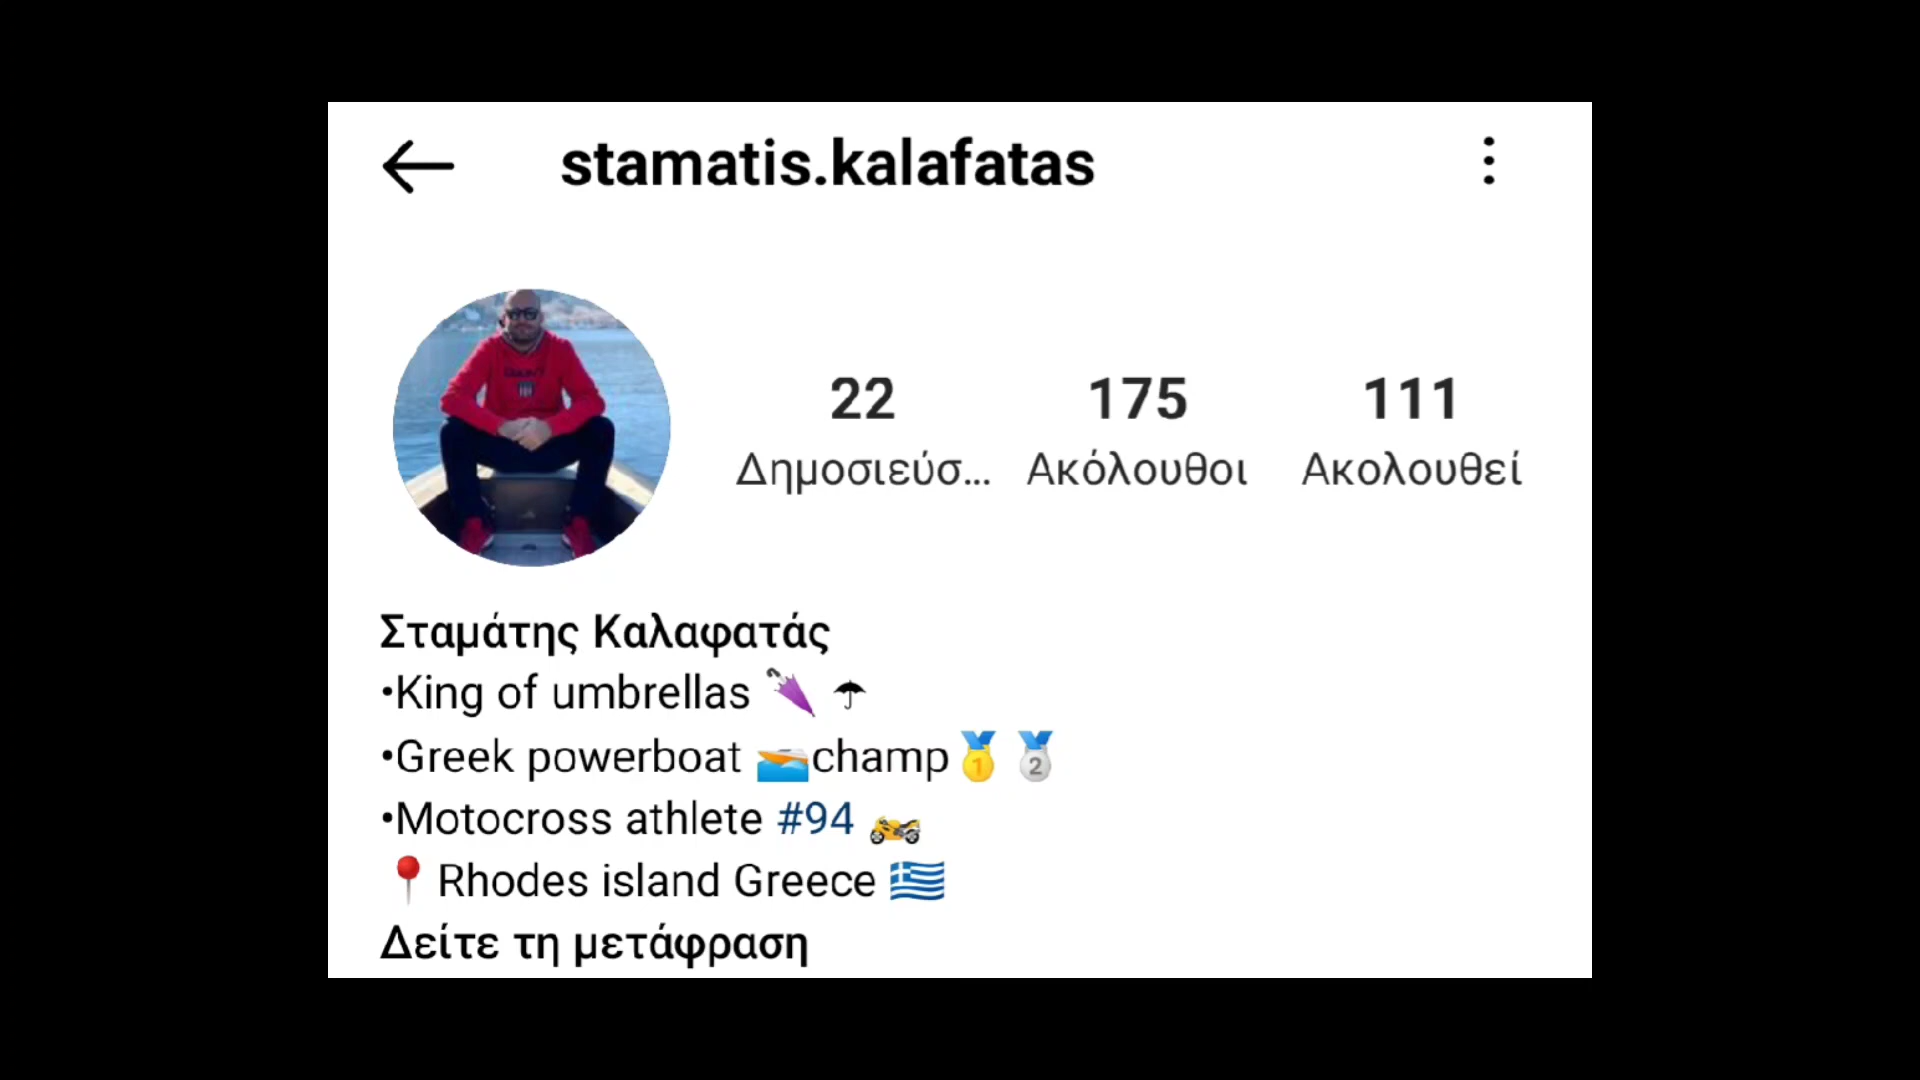 stamatis.kalafatas
22 175 111
Δημοσιεύσ... Ακόλουθοι Ακολουθεί
Σταμάτης Καλαφατάς
•King of umbrellas 🌂 ☂
•Greek powerboat 🚤champ🥇🥈
•Motocross athlete #94 🏍
📍Rhodes island Greece 🇬🇷
Δείτε τη μετάφραση